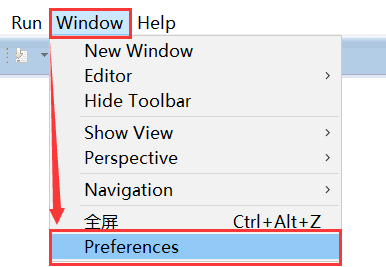 Run Window Help
New Window
Editor
Hide Toolbar
Show View
Perspective
Navigation
全屏 Ctrl+Alt+Z
Preferences